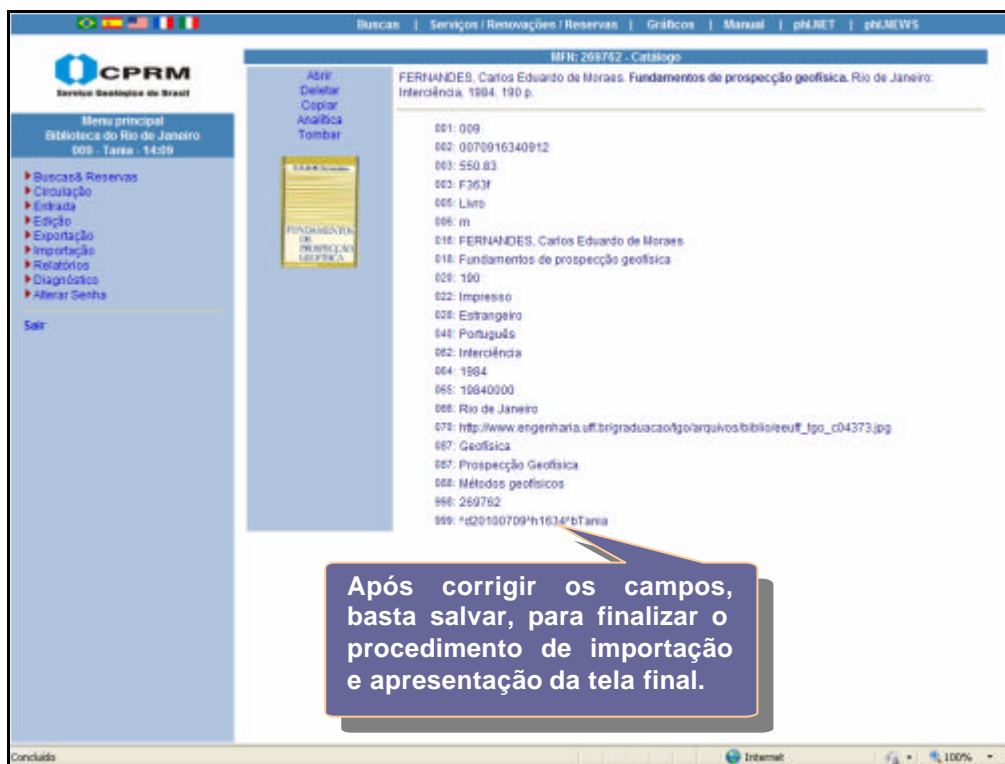 Buscas | Serviços / Renovações / Reservas | Gráficos | Manual | phl.NET | phl.NEWS
CPRM
Serviço Geológico do Brasil
Menu principal
Biblioteca do Rio de Janeiro
009 - Tania - 14:09
Buscas& Reservas
Circulação
Entrada
Edição
Exportação
Importação
Relatórios
Diagnóstico
Alterar Senha
Sair
MFN: 269762 - Catálogo
Abrir
Deletar
Copiar
Analítica
Tombar
FUNDAMENTOS
DE
PROSPECÇÃO
GEOFÍSICA
FERNANDES, Carlos Eduardo de Moraes. Fundamentos de prospecção geofísica. Rio de Janeiro:
Interciência, 1984. 190 p.
001: 009
002: 0070916340912
003: 550.83
003: F363f
005: Livro
006: m
016: FERNANDES, Carlos Eduardo de Moraes
018: Fundamentos de prospecção geofísica
020: 190
022: Impresso
028: Estrangeiro
040: Português
062: Interciência
064: 1984
065: 19840000
066: Rio de Janeiro
070: http://www.engenharia.uff.br/graduacao/tgo/arquivos/biblio/eeuff_tgo_c04373.jpg
087: Geofísica
087: Prospecção Geofísica
088: Métodos geofísicos
998: 269762
999: ^d20100709^h1634^bTania
Após corrigir os campos,
basta salvar, para finalizar o
procedimento de importação
e apresentação da tela final.
Concluído
Internet
100%